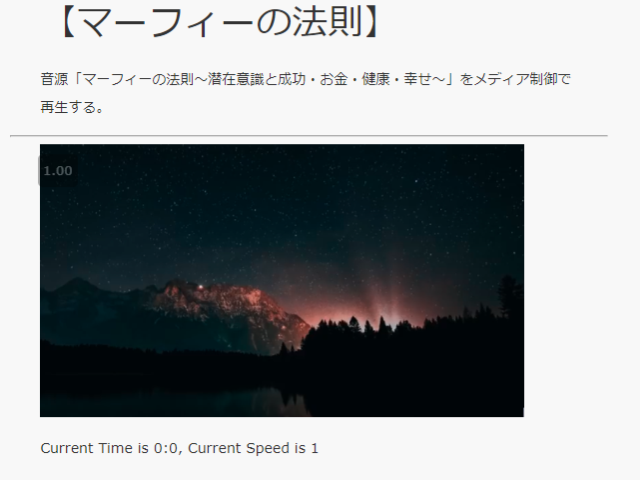 【マーフィーの法則】
音源「マーフィーの法則～潜在意識と成功・お金・健康・幸せ～」をメディア制御で
再生する。
1.00
Current Time is 0:0, Current Speed is 1